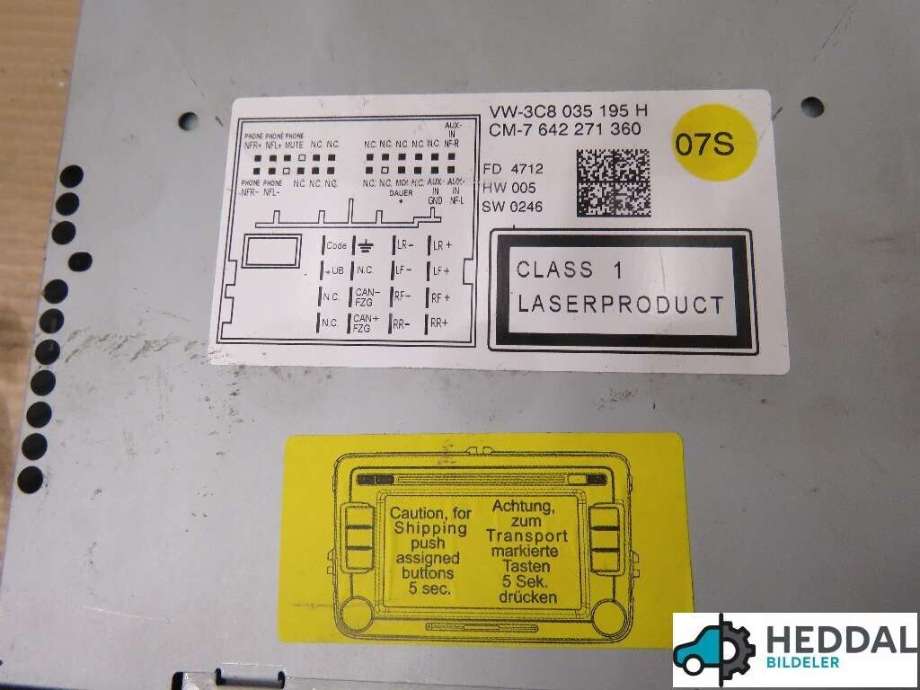 VW-3C8 035 195 H
CM-7 642 271 360
07S
FD 4712
HW 005
SW 0246
AUX-
PHONE PHONE PHONE IN
NFR+ NFL+ MUTE N.C. N.C. N.C. N.C. N.C. N.C. NF-R
PHONE PHONE N.C. N.C. N.C. N.C. N.C. MOX N.C. AUX- AUX-
-NFR- NFL- DAUER IN IN
+ GND NF-L
Code LR- LR+
+UB N.C. LF- LF+
N.C. CAN- RF- RF+
FZG
N.C. CAN+ RR- RR+
FZG
CLASS 1
LASERPRODUCT
Caution, for
Shipping
push
assigned
buttons
5 sec.
Achtung,
zum
Transport
markierte
Tasten
5 Sek.
drücken
HEDDAL
BILDELER